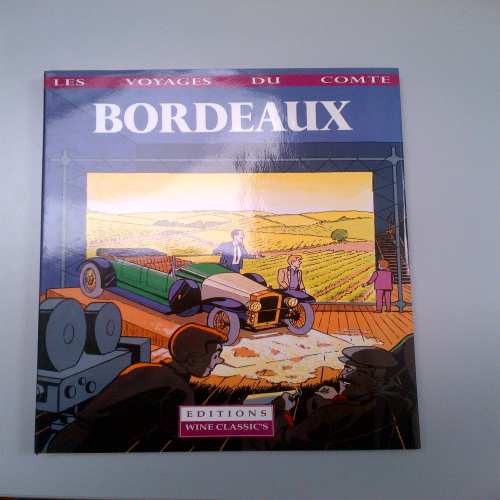 LES VOYAGES DU COMTE
BORDEAUX
EDITIONS
WINE CLASSIC'S